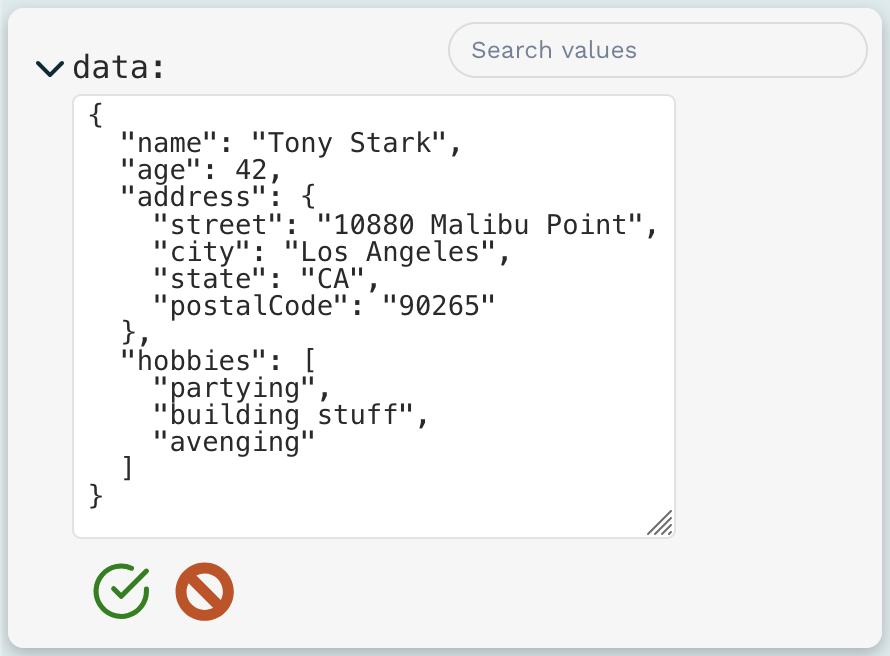 Search values
data:
{
  "name": "Tony Stark",
  "age": 42,
  "address": {
    "street": "10880 Malibu Point",
    "city": "Los Angeles",
    "state": "CA",
    "postalCode": "90265"
  },
  "hobbies": [
    "partying",
    "building stuff",
    "avenging"
  ]
}